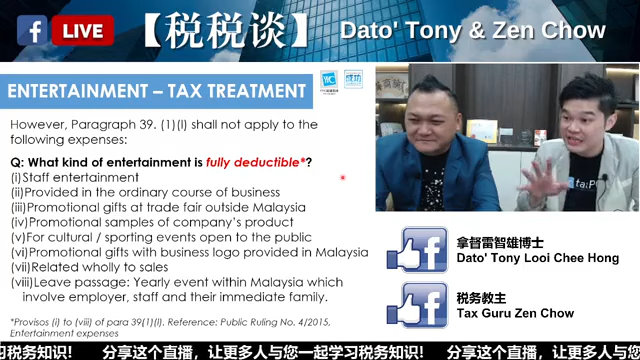 LIVE
【税税谈】
Dato' Tony & Zen Chow
ENTERTAINMENT – TAX TREATMENT
However, Paragraph 39. (1)(l) shall not apply to the
following expenses:
Q: What kind of entertainment is fully deductible*?
(i)Staff entertainment
(ii)Provided in the ordinary course of business
(iii)Promotional gifts at trade fair outside Malaysia
(iv)Promotional samples of company's product
(v)For cultural / sporting events open to the public
(vi)Promotional gifts with business logo provided in Malaysia
(vii)Related wholly to sales
(viii)Leave passage: Yearly event within Malaysia which
involve employer, staff and their immediate family.
*Provisos (i) to (viii) of para 39(1)(l). Reference: Public Ruling No. 4/2015,
Entertainment expenses
拿督雷智雄博士
Dato' Tony Looi Chee Hong
税务教主
Tax Guru Zen Chow
习税务知识! 分享这个直播，让更多人与您一起学习税务知识! 分享这个直播，让更多人与您